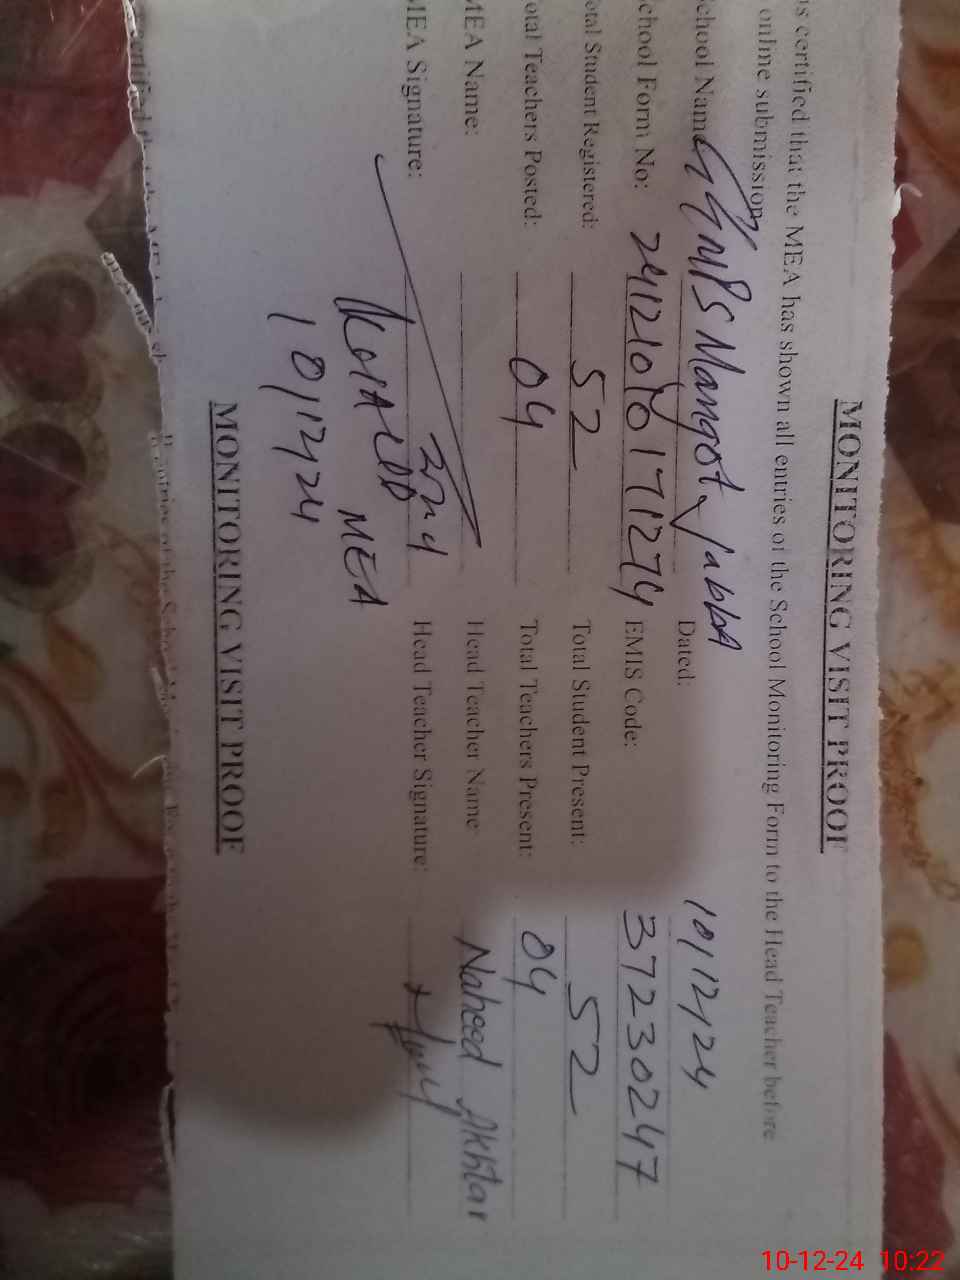 MONITORING VISIT PROOF
is certified that the MEA has shown all entries of the School Monitoring Form to the Head Teacher before
online submission.
School Name: GGMPS Mangot Jabba Dated: 10/12/24
School Form No: EMIS Code: 37230247
Total Student Registered: 52 Total Student Present: 52
Total Teachers Posted: 04 Total Teachers Present: 04
MEA Name: Head Teacher Name: Naheed Akhtar
MEA Signature: Head Teacher Signature:
MEA
10/12/24
MONITORING VISIT PROOF
10-12-24 10:22